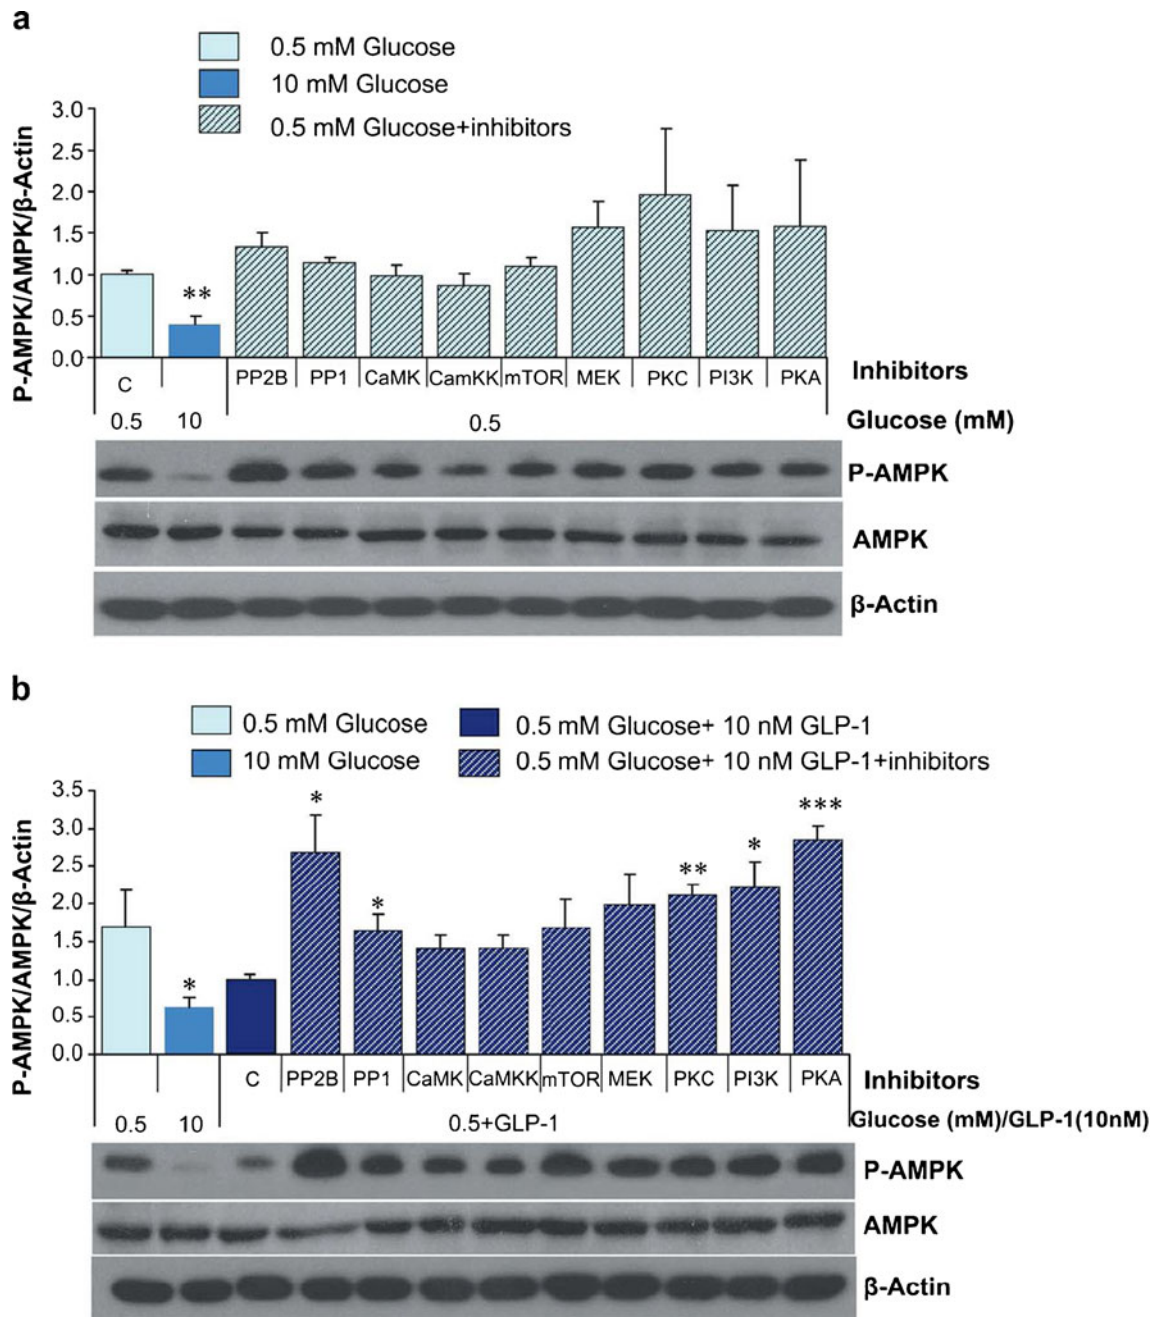 a
0.5 mM Glucose
10 mM Glucose
0.5 mM Glucose+inhibitors
P-AMPK/AMPK/β-Actin
3.0
2.5
2.0
1.5
1.0
0.5
0.0
**
C PP2B PP1 CaMK CamKK mTOR MEK PKC PI3K PKA Inhibitors
0.5 10 0.5 Glucose (mM)
P-AMPK
AMPK
β-Actin
b
0.5 mM Glucose 0.5 mM Glucose+ 10 nM GLP-1
10 mM Glucose 0.5 mM Glucose+ 10 nM GLP-1+inhibitors
P-AMPK/AMPK/β-Actin
3.5
3.0
2.5
2.0
1.5
1.0
0.5
0.0
* * * ** * ***
C PP2B PP1 CaMK CaMKK mTOR MEK PKC PI3K PKA Inhibitors
0.5 10 0.5+GLP-1 Glucose (mM)/GLP-1(10nM)
P-AMPK
AMPK
β-Actin